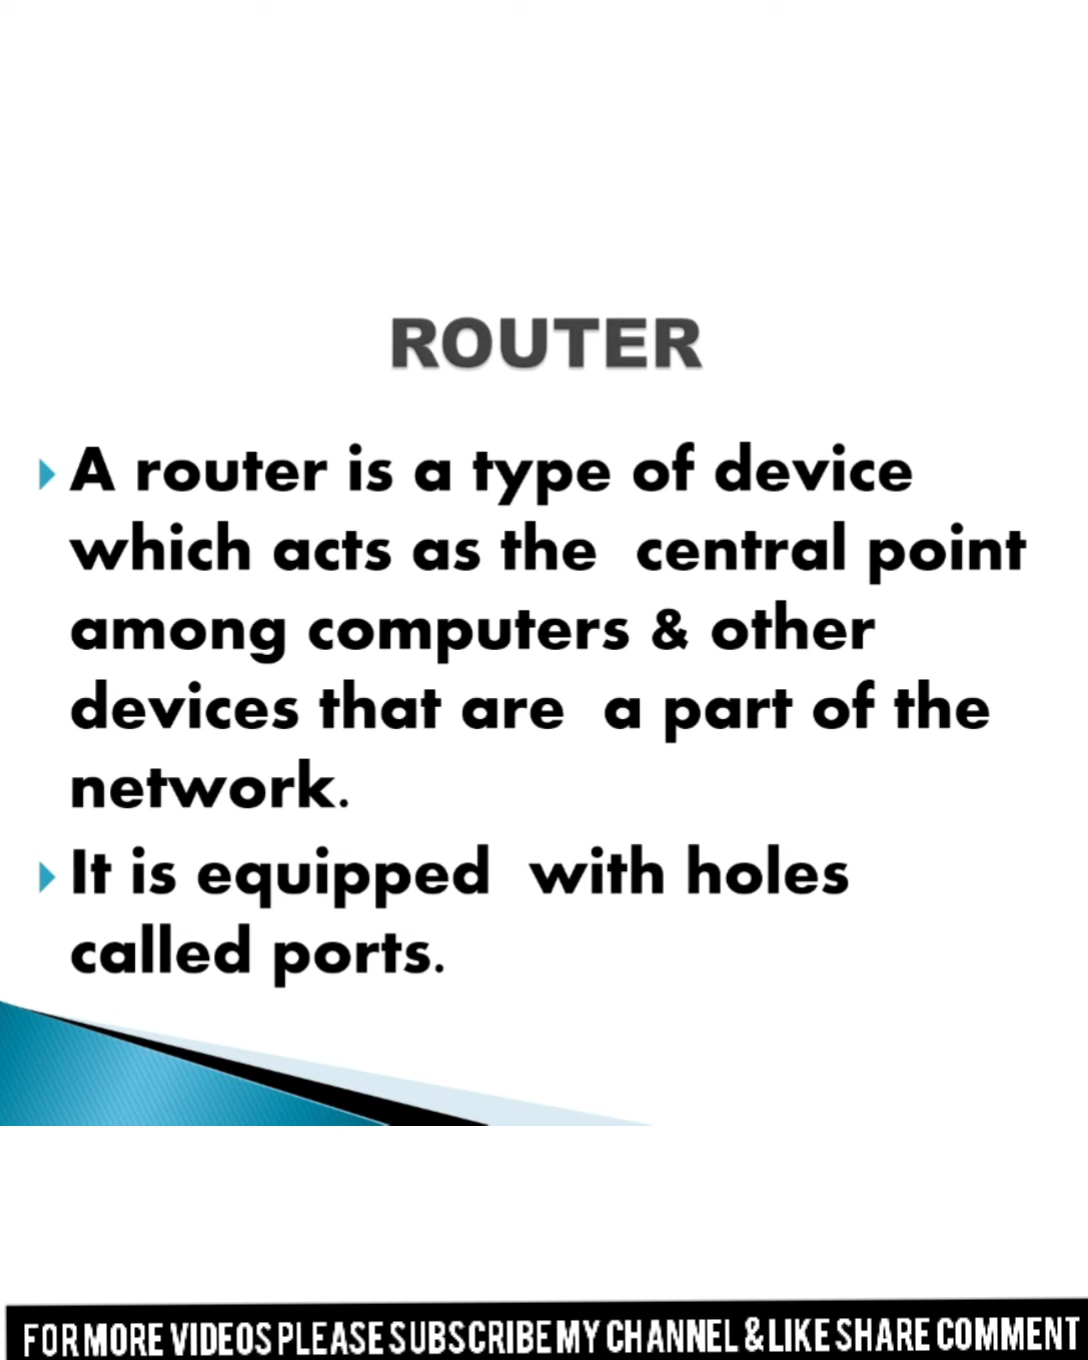 ROUTER
A router is a type of device
which acts as the central point
among computers & other
devices that are a part of the
network.
It is equipped with holes
called ports.
FOR MORE VIDEOS PLEASE SUBSCRIBE MY CHANNEL & LIKE SHARE COMMENT